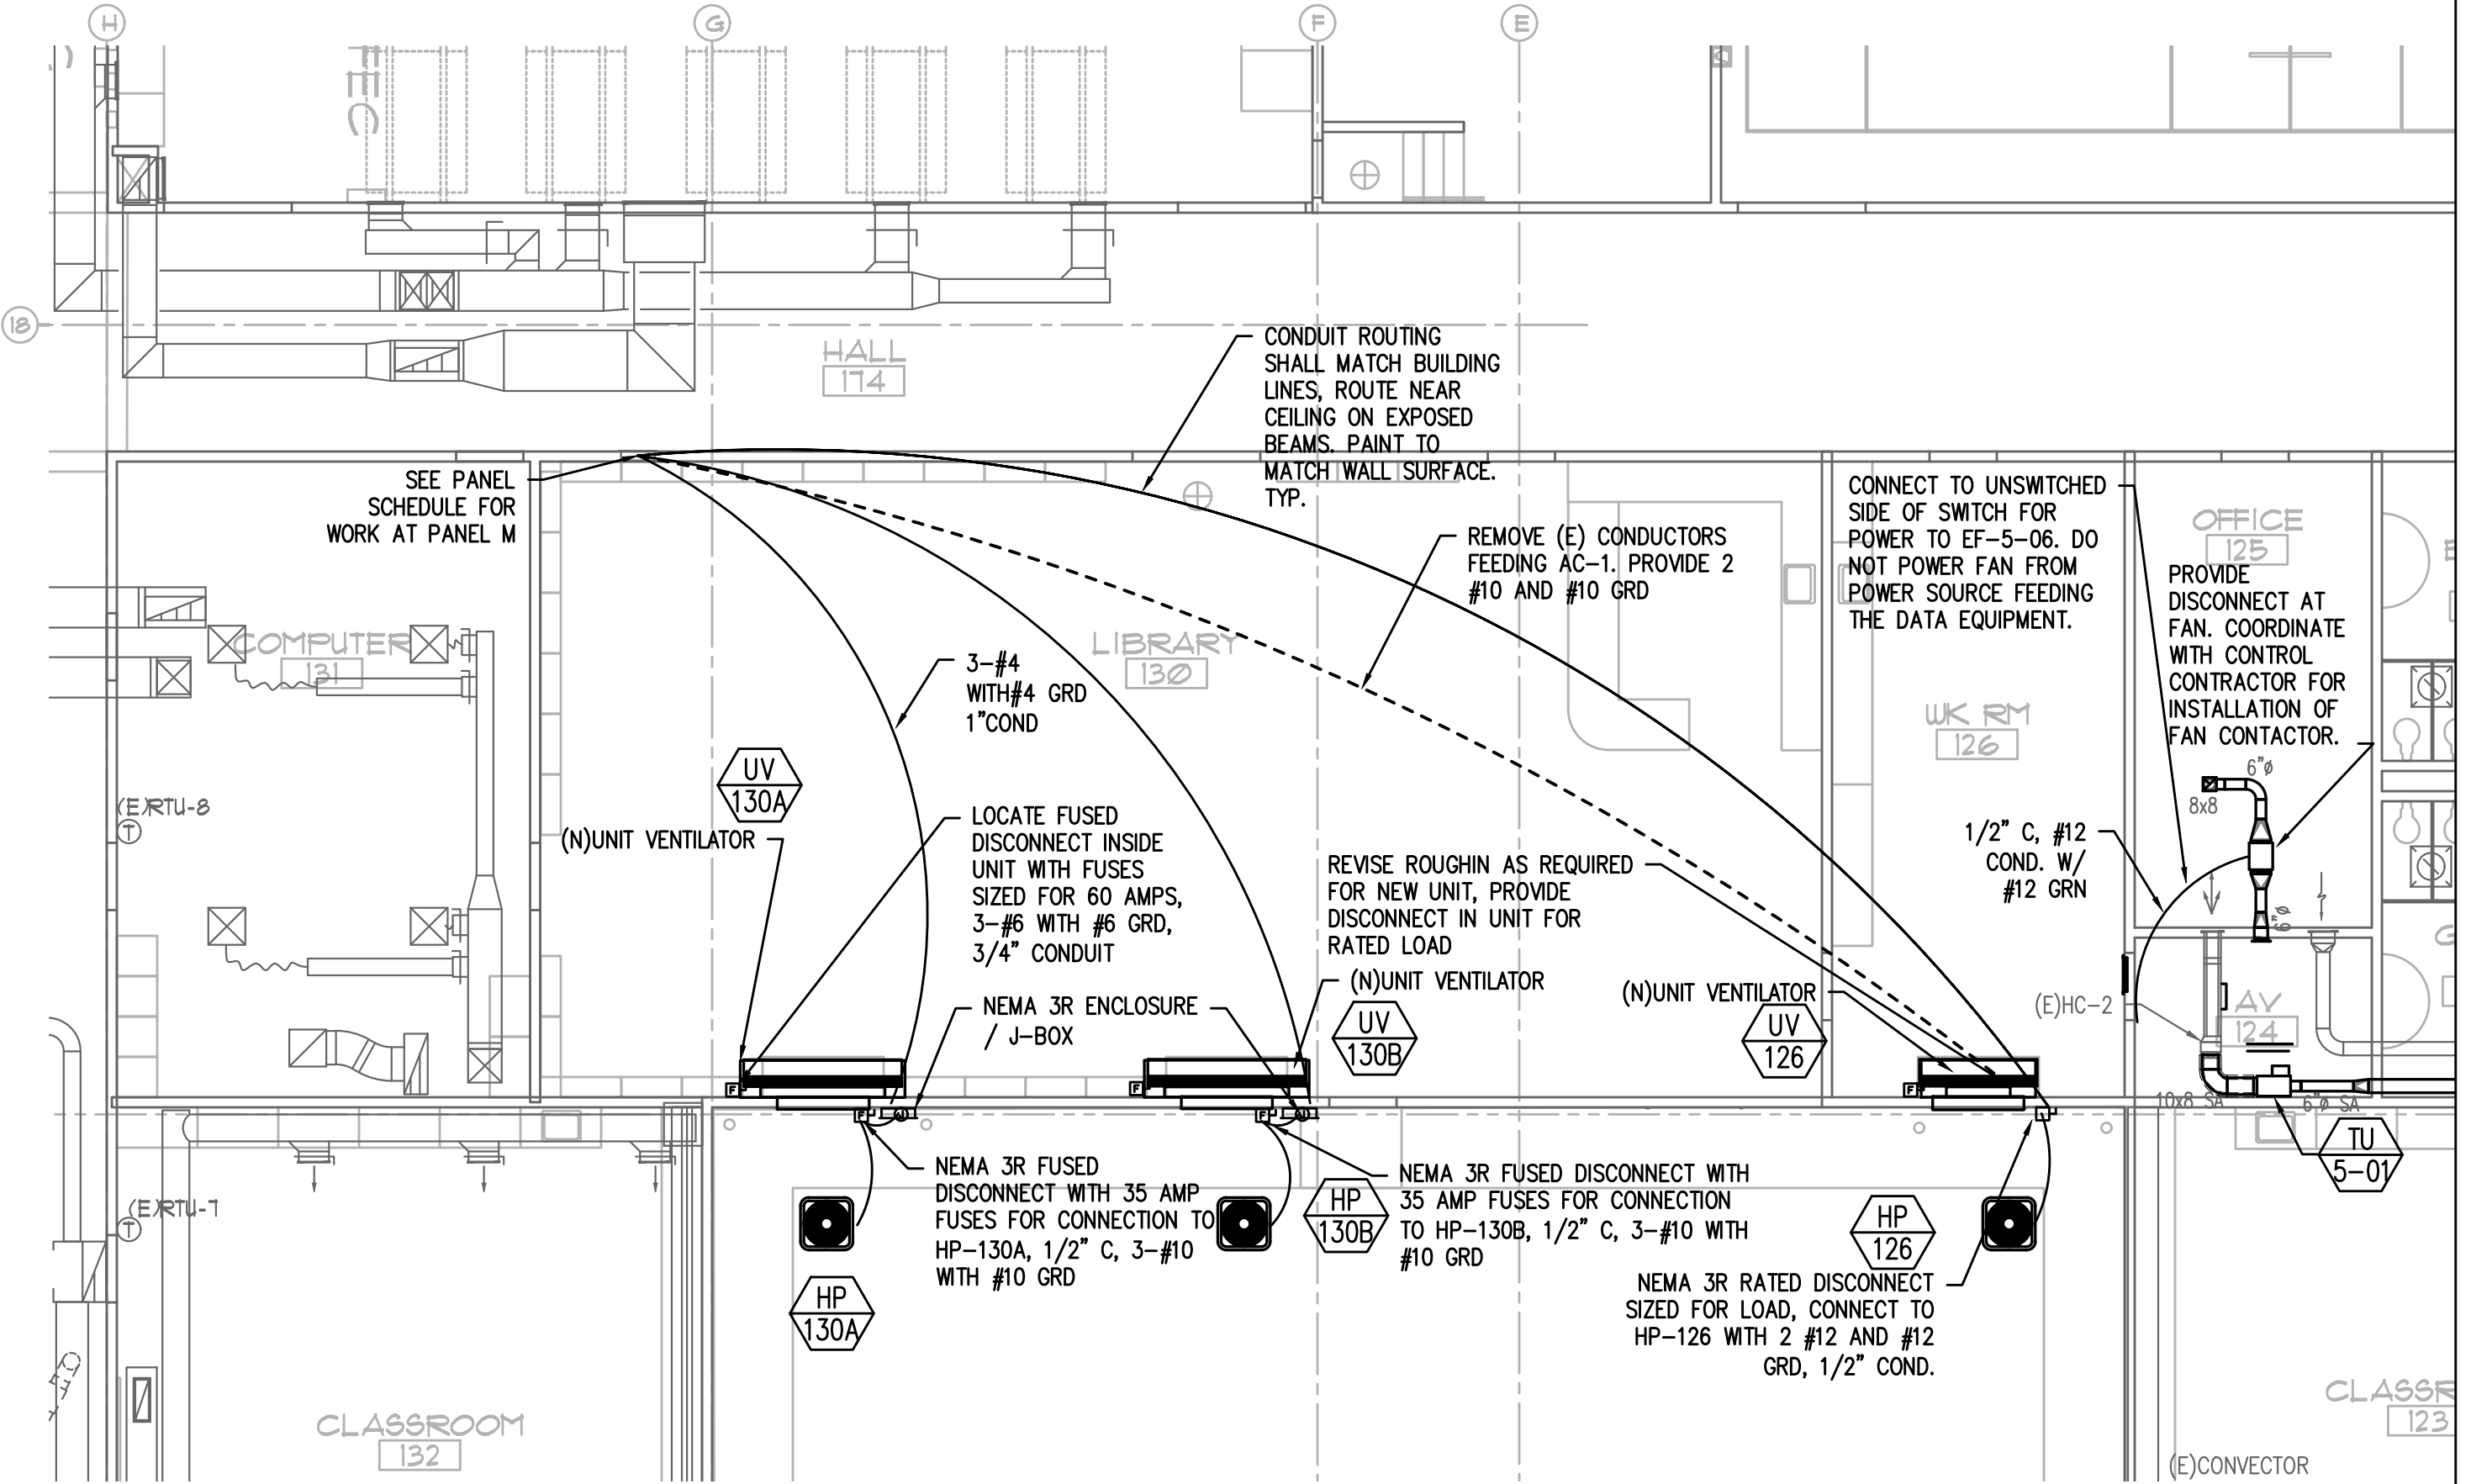 H
G
F
E
18
HALL
174
CONDUIT ROUTING
SHALL MATCH BUILDING
LINES, ROUTE NEAR
CEILING ON EXPOSED
BEAMS. PAINT TO
MATCH WALL SURFACE.
TYP.
SEE PANEL
SCHEDULE FOR
WORK AT PANEL M
REMOVE (E) CONDUCTORS
FEEDING AC-1. PROVIDE 2
#10 AND #10 GRD
CONNECT TO UNSWITCHED
SIDE OF SWITCH FOR
POWER TO EF-5-06. DO
NOT POWER FAN FROM
POWER SOURCE FEEDING
THE DATA EQUIPMENT.
OFFICE
125
PROVIDE
DISCONNECT AT
FAN. COORDINATE
WITH CONTROL
CONTRACTOR FOR
INSTALLATION OF
FAN CONTACTOR.
COMPUTER
131
3-#4
WITH#4 GRD
1"COND
LIBRARY
130
WK RM
126
UV
130A
(N)UNIT VENTILATOR
LOCATE FUSED
DISCONNECT INSIDE
UNIT WITH FUSES
SIZED FOR 60 AMPS,
3-#6 WITH #6 GRD,
3/4" CONDUIT
REVISE ROUGHIN AS REQUIRED
FOR NEW UNIT, PROVIDE
DISCONNECT IN UNIT FOR
RATED LOAD
6"ø
8x8
1/2" C, #12
COND. W/
#12 GRN
6"ø
(E)RTU-8
T
NEMA 3R ENCLOSURE
/ J-BOX
(N)UNIT VENTILATOR
UV
130B
(N)UNIT VENTILATOR
UV
126
(E)HC-2
AV
124
F
F
F
F
F
10x8 SA
6"ø SA
TU
5-01
(E)RTU-7
T
NEMA 3R FUSED
DISCONNECT WITH 35 AMP
FUSES FOR CONNECTION TO
HP-130A, 1/2" C, 3-#10
WITH #10 GRD
HP
130A
HP
130B
NEMA 3R FUSED DISCONNECT WITH
35 AMP FUSES FOR CONNECTION
TO HP-130B, 1/2" C, 3-#10 WITH
#10 GRD
HP
126
NEMA 3R RATED DISCONNECT
SIZED FOR LOAD, CONNECT TO
HP-126 WITH 2 #12 AND #12
GRD, 1/2" COND.
CLASSROOM
132
CLASSR
123
(E)CONVECTOR